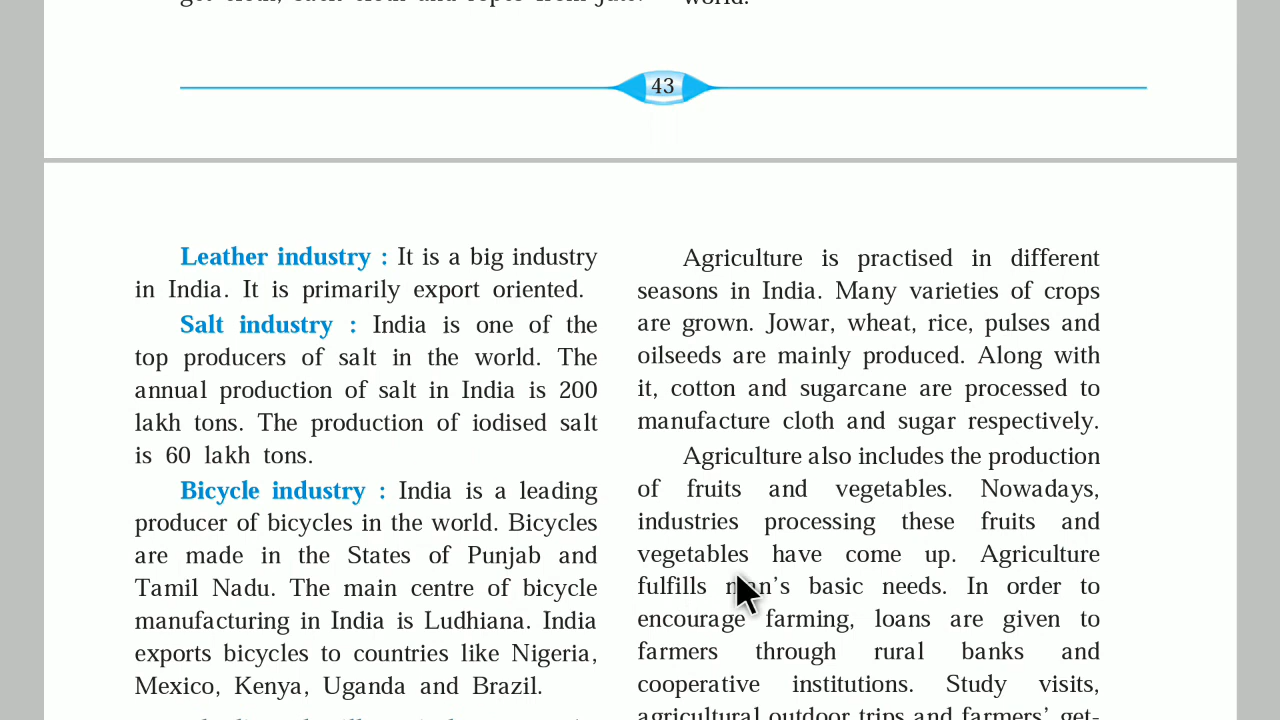 world.
43
Leather industry : It is a big industry
in India. It is primarily export oriented.
Salt industry : India is one of the
top producers of salt in the world. The
annual production of salt in India is 200
lakh tons. The production of iodised salt
is 60 lakh tons.
Bicycle industry : India is a leading
producer of bicycles in the world. Bicycles
are made in the States of Punjab and
Tamil Nadu. The main centre of bicycle
manufacturing in India is Ludhiana. India
exports bicycles to countries like Nigeria,
Mexico, Kenya, Uganda and Brazil.
Agriculture is practised in different
seasons in India. Many varieties of crops
are grown. Jowar, wheat, rice, pulses and
oilseeds are mainly produced. Along with
it, cotton and sugarcane are processed to
manufacture cloth and sugar respectively.
Agriculture also includes the production
of fruits and vegetables. Nowadays,
industries processing these fruits and
vegetables have come up. Agriculture
fulfills man's basic needs. In order to
encourage farming, loans are given to
farmers through rural banks and
cooperative institutions. Study visits,
agricultural outdoor trips and farmers' get-